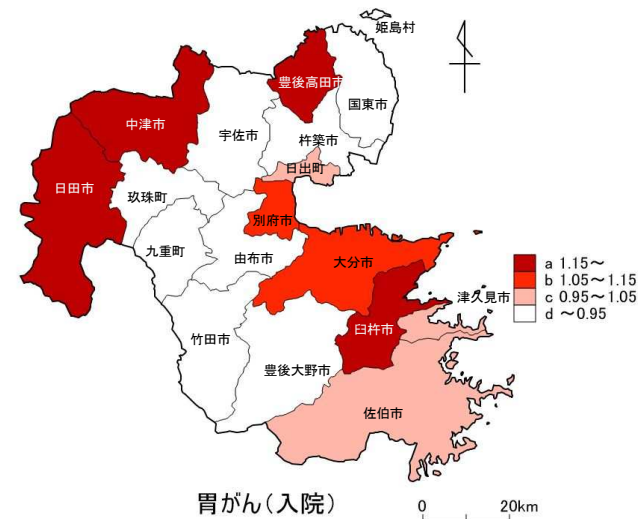 姫島村
豊後高田市
国東市
中津市
宇佐市
杵築市
日出町
日田市
玖珠町
別府市
九重町
由布市
大分市
a 1.15～
b 1.05～1.15
c 0.95～1.05
d ～0.95
津久見市
臼杵市
竹田市
豊後大野市
佐伯市
胃がん（入院）
0 20km